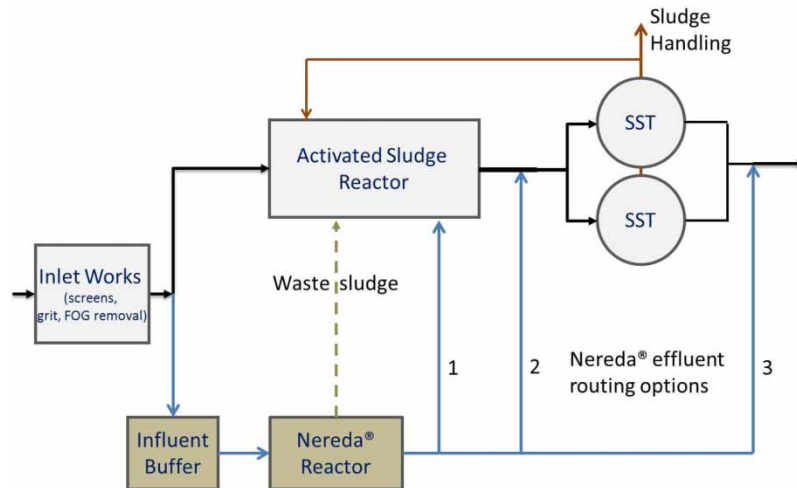 Sludge
Handling
SST
Activated Sludge
Reactor
SST
Inlet Works
(screens,
grit, FOG removal)
Waste sludge
1
2
Nereda® effluent
routing options
3
Influent
Buffer
Nereda®
Reactor